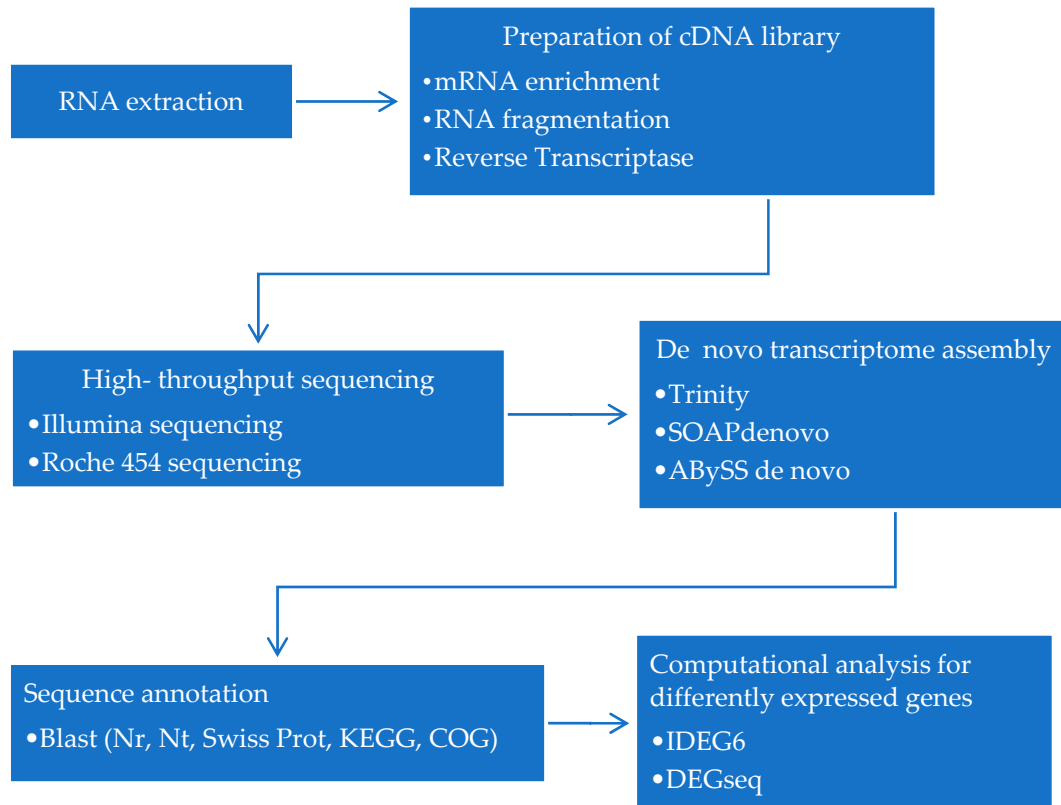 RNA extraction
Preparation of cDNA library
•mRNA enrichment
•RNA fragmentation
•Reverse Transcriptase
High- throughput sequencing
•Illumina sequencing
•Roche 454 sequencing
De novo transcriptome assembly
•Trinity
•SOAPdenovo
•ABySS de novo
Sequence annotation
•Blast (Nr, Nt, Swiss Prot, KEGG, COG)
Computational analysis for
differently expressed genes
•IDEG6
•DEGseq